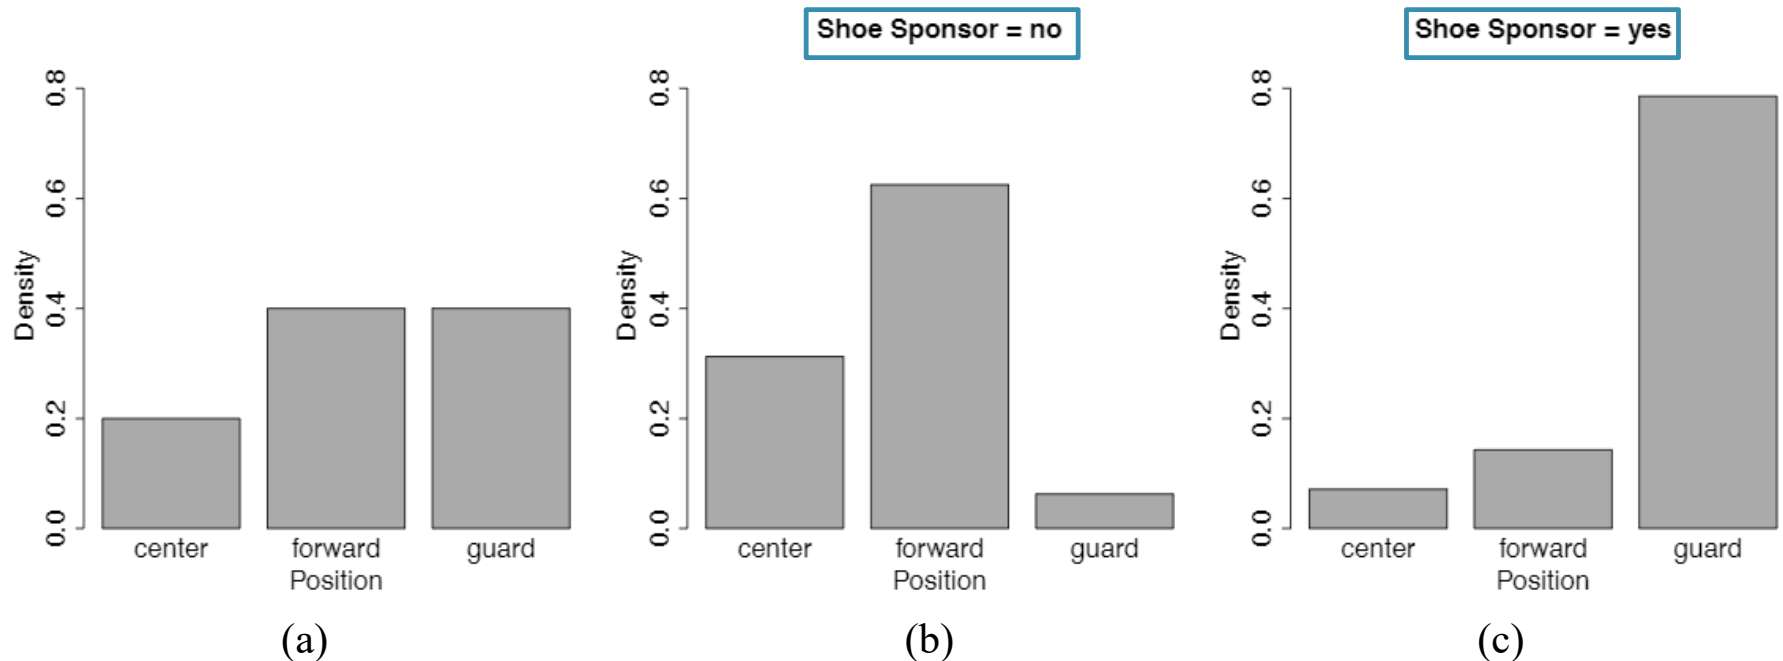 Shoe Sponsor = no
Shoe Sponsor = yes
Density
0.0 0.2 0.4 0.6 0.8
center forward guard
Position
(a)
Density
0.0 0.2 0.4 0.6 0.8
center forward guard
Position
(b)
Density
0.0 0.2 0.4 0.6 0.8
center forward guard
Position
(c)